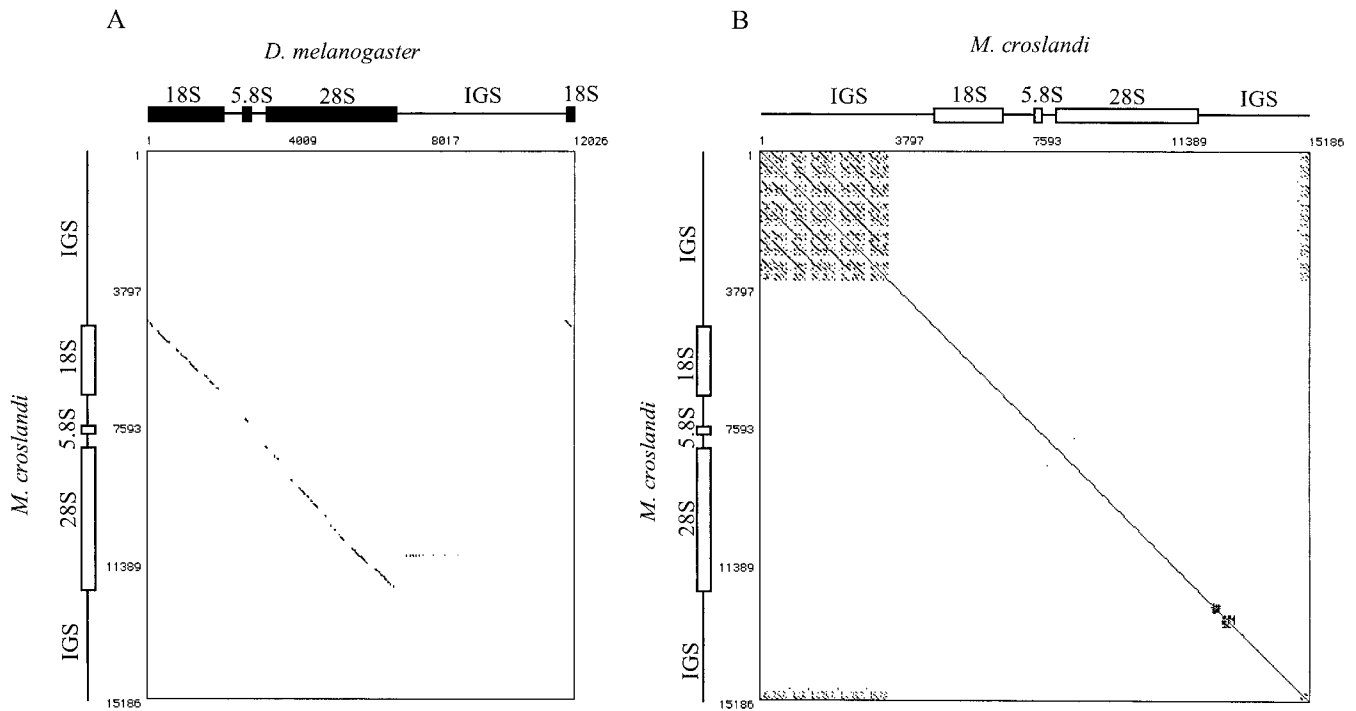 A
D. melanogaster
18S 5.8S 28S IGS 18S
1 4009 8017 12026
1
3797
7593
11389
15186
IGS
18S
5.8S
28S
IGS
M. croslandi
B
M. croslandi
IGS 18S 5.8S 28S IGS
1 3797 7593 11389 15186
1
3797
7593
11389
15186
IGS
18S
5.8S
28S
IGS
M. croslandi